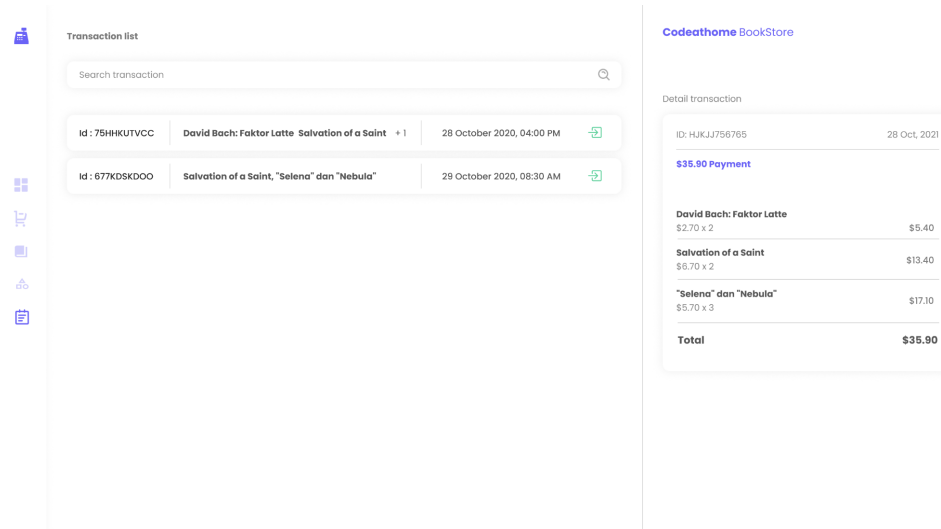 Transaction list
Search transaction
Id : 75HHKUTVCC
David Bach: Faktor Latte Salvation of a Saint + 1
28 October 2020, 04:00 PM
Id : 677KDSKDOO
Salvation of a Saint, "Selena" dan "Nebula"
29 October 2020, 08:30 AM
Codeathome BookStore
Detail transaction
ID: HJKJJ756765
28 Oct, 2021
$35.90 Payment
David Bach: Faktor Latte
$2.70 x 2
$5.40
Salvation of a Saint
$6.70 x 2
$13.40
"Selena" dan "Nebula"
$5.70 x 3
$17.10
Total
$35.90